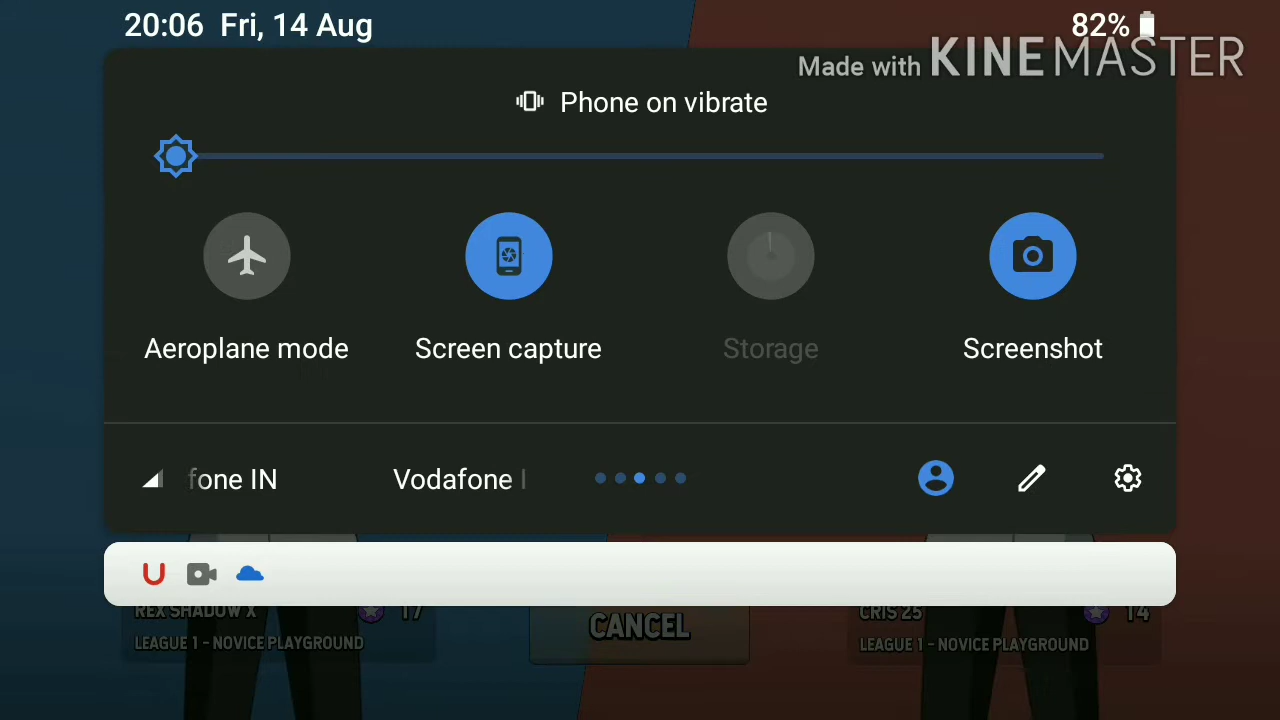 20:06 Fri, 14 Aug
82%
Made with KINEMASTER
Phone on vibrate
Aeroplane mode
Screen capture
Storage
Screenshot
fone IN
Vodafone I
REX SHADOW X
17
CANCEL
CRIS 25
14
LEAGUE 1 - NOVICE PLAYGROUND
LEAGUE 1 - NOVICE PLAYGROUND